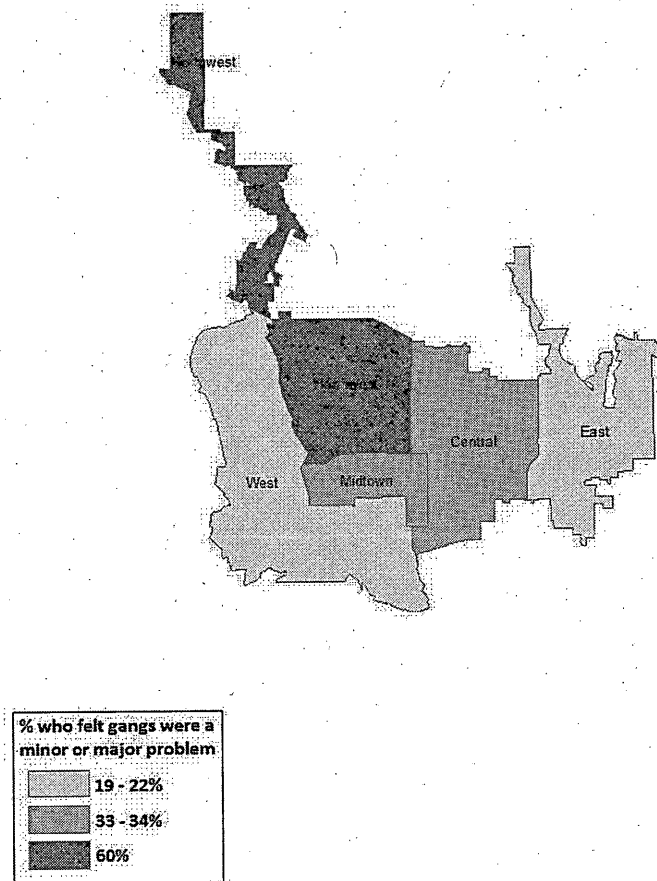 West
Midtown
Central
East
% who felt gangs were a
minor or major problem
19 - 22%
33 - 34%
60%